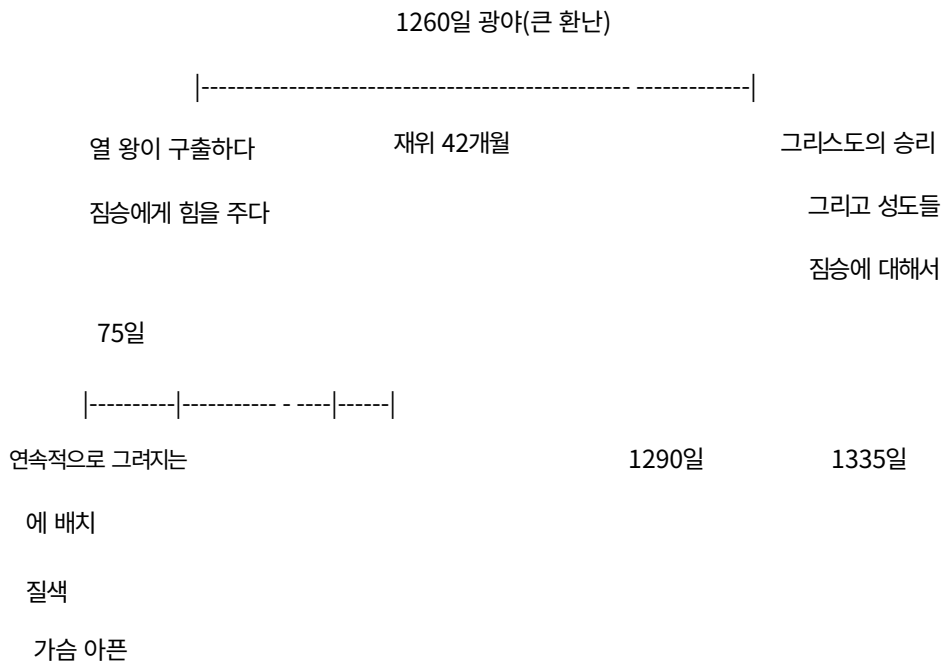 1260일 광야(큰 환난)
|------------------------------------------------- -------------|
열 왕이 구출하다 재위 42개월 그리스도의 승리
짐승에게 힘을 주다 그리고 성도들
짐승에 대해서
75일
|----------|----------- - ----|------|
연속적으로 그려지는 1290일 1335일
에 배치
질색
가슴 아픈